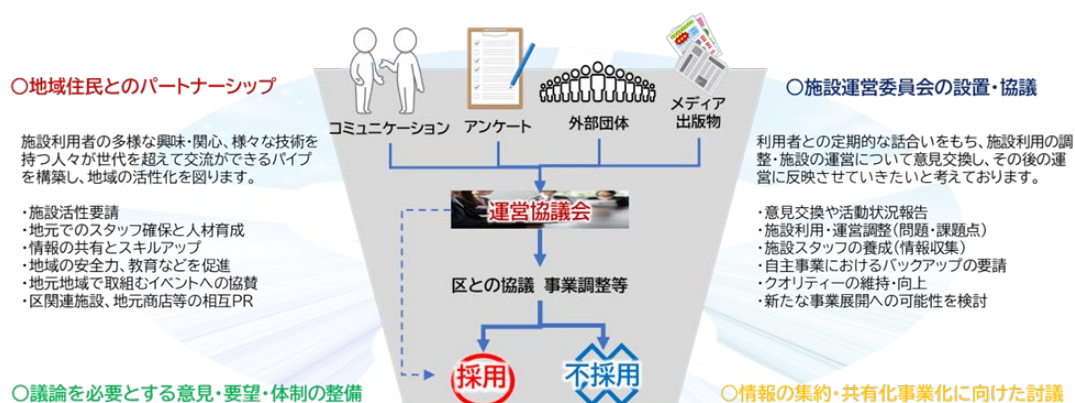 ○地域住民とのパートナーシップ
施設利用者の多様な興味・関心、様々な技術を
持つ人々が世代を超えて交流ができるパイプ
を構築し、地域の活性化を図ります。
・施設活性要請
・地元でのスタッフ確保と人材育成
・情報の共有とスキルアップ
・地域の安全力、教育などを促進
・地元地域で取組むイベントへの協賛
・区関連施設、地元商店等の相互PR
コミュニケーション
アンケート
外部団体
メディア
出版物
運営協議会
区との協議 事業調整等
採用
不採用
○施設運営委員会の設置・協議
利用者との定期的な話合いをもち、施設利用の調
整・施設の運営について意見交換し、その後の運
営に反映させていきたいと考えております。
・意見交換や活動状況報告
・施設利用・運営調整(問題・課題点)
・施設スタッフの養成(情報収集)
・自主事業におけるバックアップの要請
・クオリティーの維持・向上
・新たな事業展開への可能性を検討
○議論を必要とする意見・要望・体制の整備
○情報の集約・共有化事業化に向けた討議